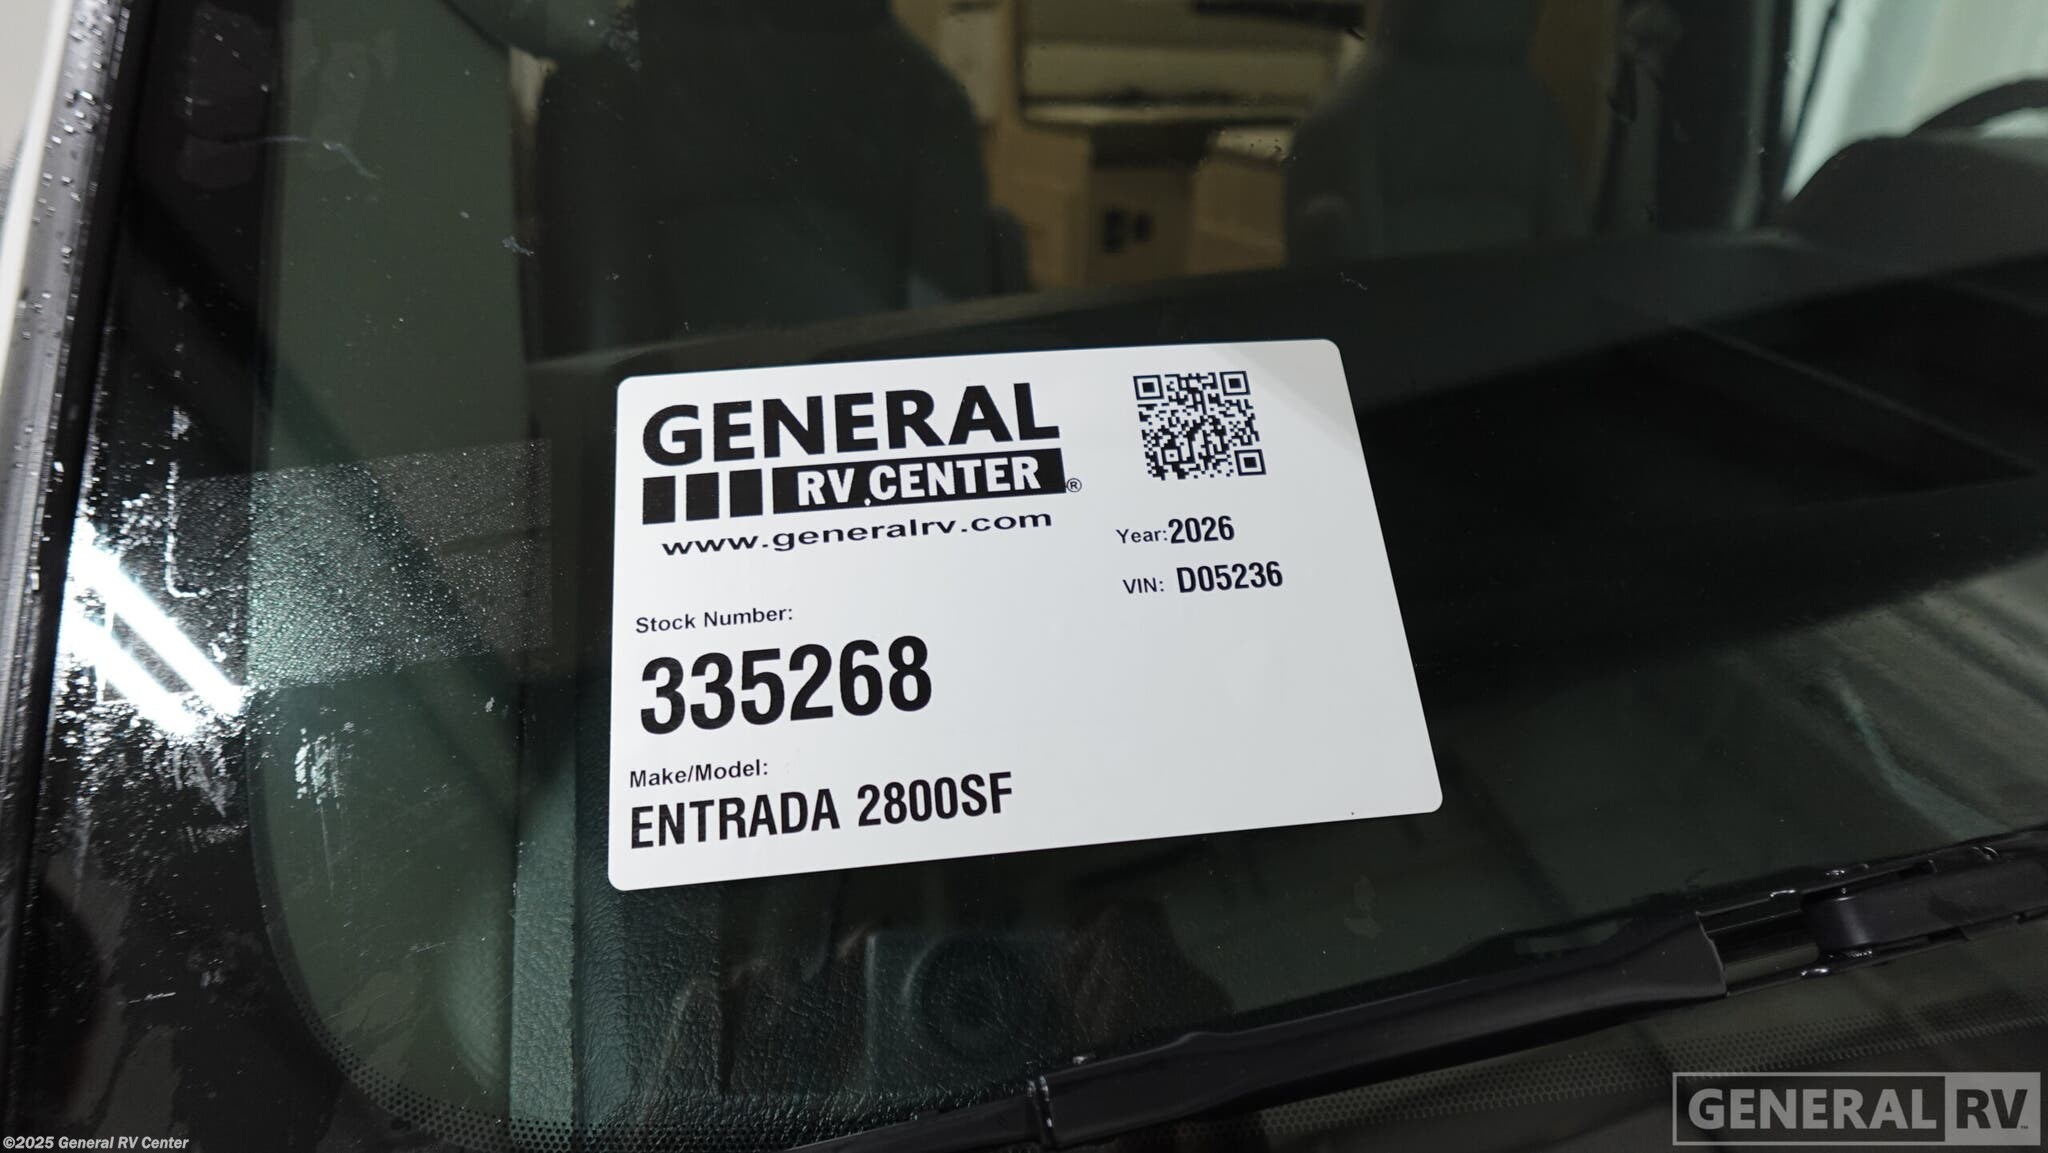 GENERAL
RV CENTER®
www.generalrv.com
Year: 2026
VIN: D05236
Stock Number:
335268
Make/Model:
ENTRADA 2800SF
©2025 General RV Center
GENERAL RV™